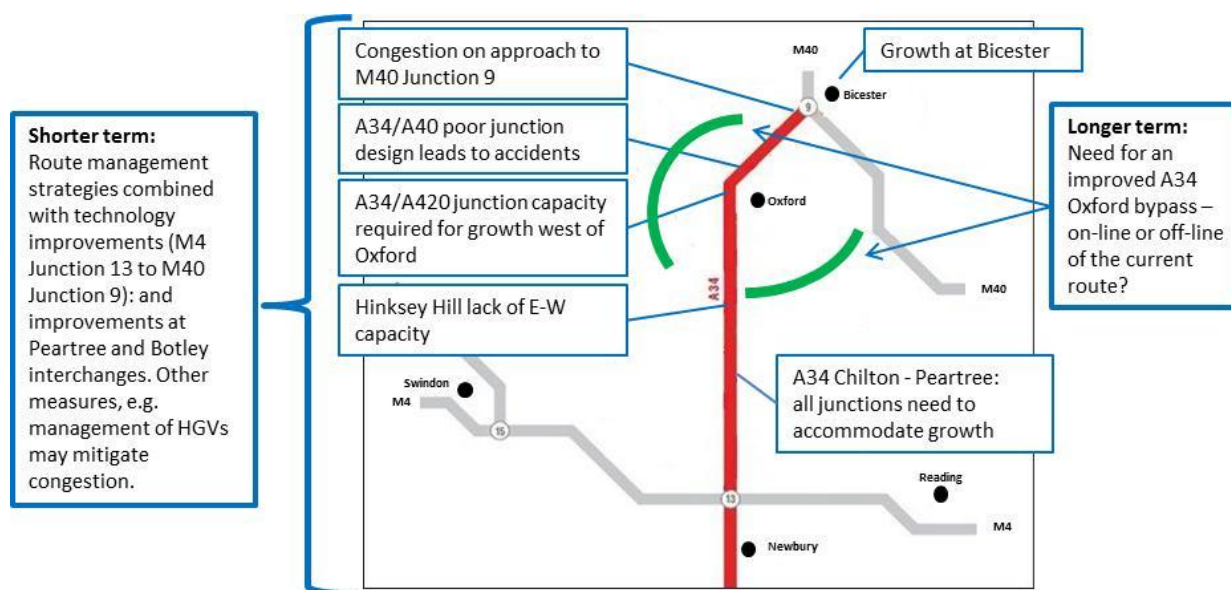 Shorter term:
Route management
strategies combined
with technology
improvements (M4
Junction 13 to M40
Junction 9): and
improvements at
Peartree and Botley
interchanges. Other
measures, e.g.
management of HGVs
may mitigate
congestion.
Congestion on approach to
M40 Junction 9
A34/A40 poor junction
design leads to accidents
A34/A420 junction capacity
required for growth west of
Oxford
Hinksey Hill lack of E-W
capacity
M40
9
Bicester
Growth at Bicester
Oxford
A34
M40
Longer term:
Need for an
improved A34
Oxford bypass –
on-line or off-line
of the current
route?
A34 Chilton - Peartree:
all junctions need to
accommodate growth
Swindon
M4
15
13
Reading
M4
Newbury